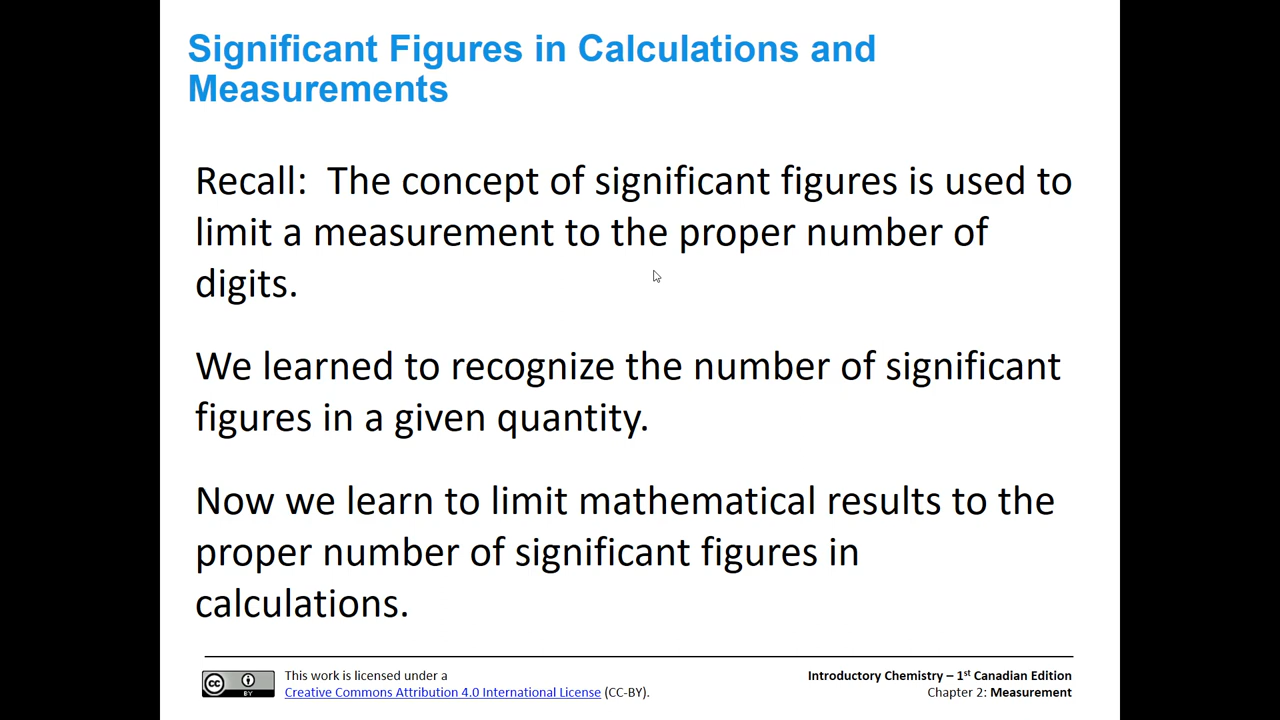 Significant Figures in Calculations and
Measurements
Recall:  The concept of significant figures is used to
limit a measurement to the proper number of
digits.
We learned to recognize the number of significant
figures in a given quantity.
Now we learn to limit mathematical results to the
proper number of significant figures in
calculations.
cc BY
This work is licensed under a
Creative Commons Attribution 4.0 International License (CC-BY).
Introductory Chemistry – 1st Canadian Edition
Chapter 2: Measurement